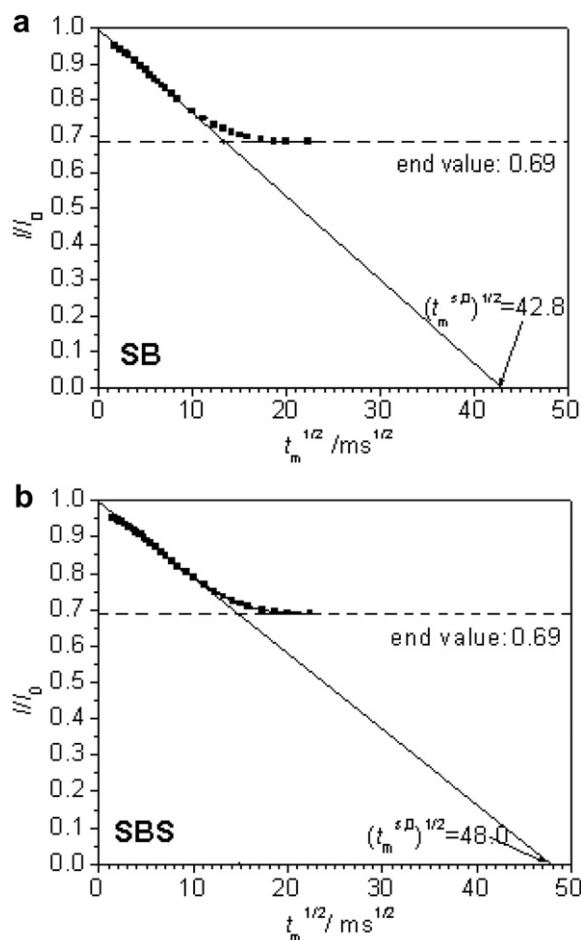 a
1.0
0.9
0.8
0.7
0.6
0.5
0.4
0.3
0.2
0.1
0.0
I/I₀
end value: 0.69
(tₘˢ,⁰)¹/²=42.8
SB
0 10 20 30 40 50
tₘ¹/² /ms¹/²
b
1.0
0.9
0.8
0.7
0.6
0.5
0.4
0.3
0.2
0.1
0.0
I/I₀
end value: 0.69
(tₘˢ,⁰)¹/²=48.0
SBS
0 10 20 30 40 50
tₘ¹/²/ ms¹/²